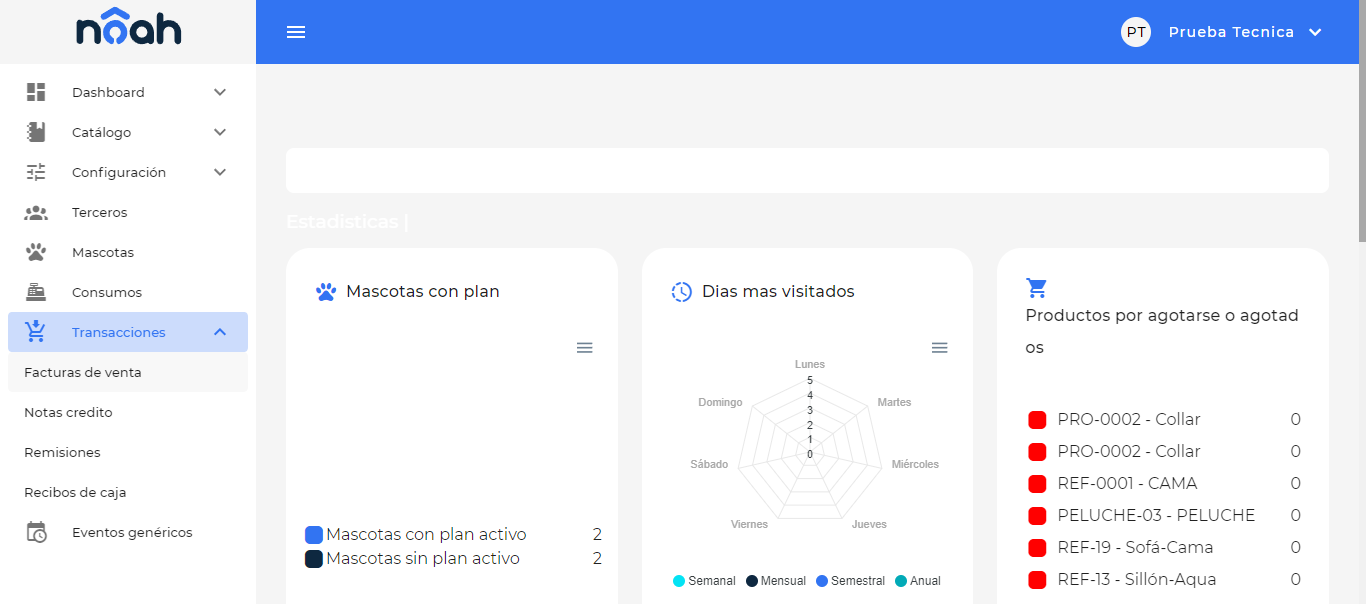 nôah
PT
Prueba Tecnica
Dashboard
Catálogo
Configuración
Terceros
Mascotas
Consumos
Transacciones
Facturas de venta
Notas credito
Remisiones
Recibos de caja
Eventos genéricos
Estadisticas |
Mascotas con plan
Mascotas con plan activo 2
Mascotas sin plan activo 2
Dias mas visitados
Lunes
Martes
Miércoles
Jueves
Viernes
Sábado
Domingo
5
4
3
2
1
0
Semanal Mensual Semestral Anual
Productos por agotarse o agotad
os
PRO-0002 - Collar 0
PRO-0002 - Collar 0
REF-0001 - CAMA 0
PELUCHE-03 - PELUCHE 0
REF-19 - Sofá-Cama 0
REF-13 - Sillón-Aqua 0